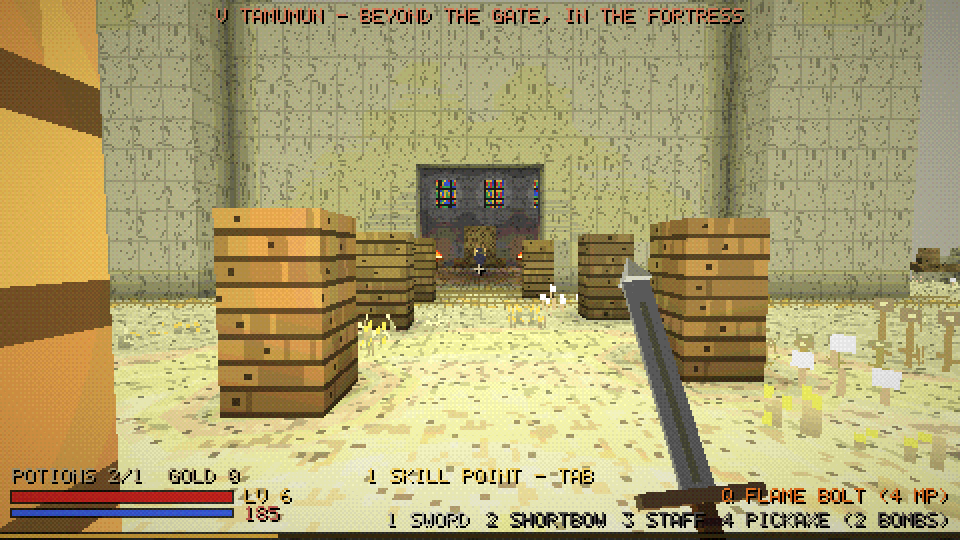 V TAMUMUN - BEYOND THE GATE, IN THE FORTRESS
POTIONS 2/1 GOLD 0
1 SKILL POINT - TAB
LV 6
185
Q FLAME BOLT (4 MP)
1 SWORD 2 SHORTBOW 3 STAFF 4 PICKAXE (2 BOMBS)